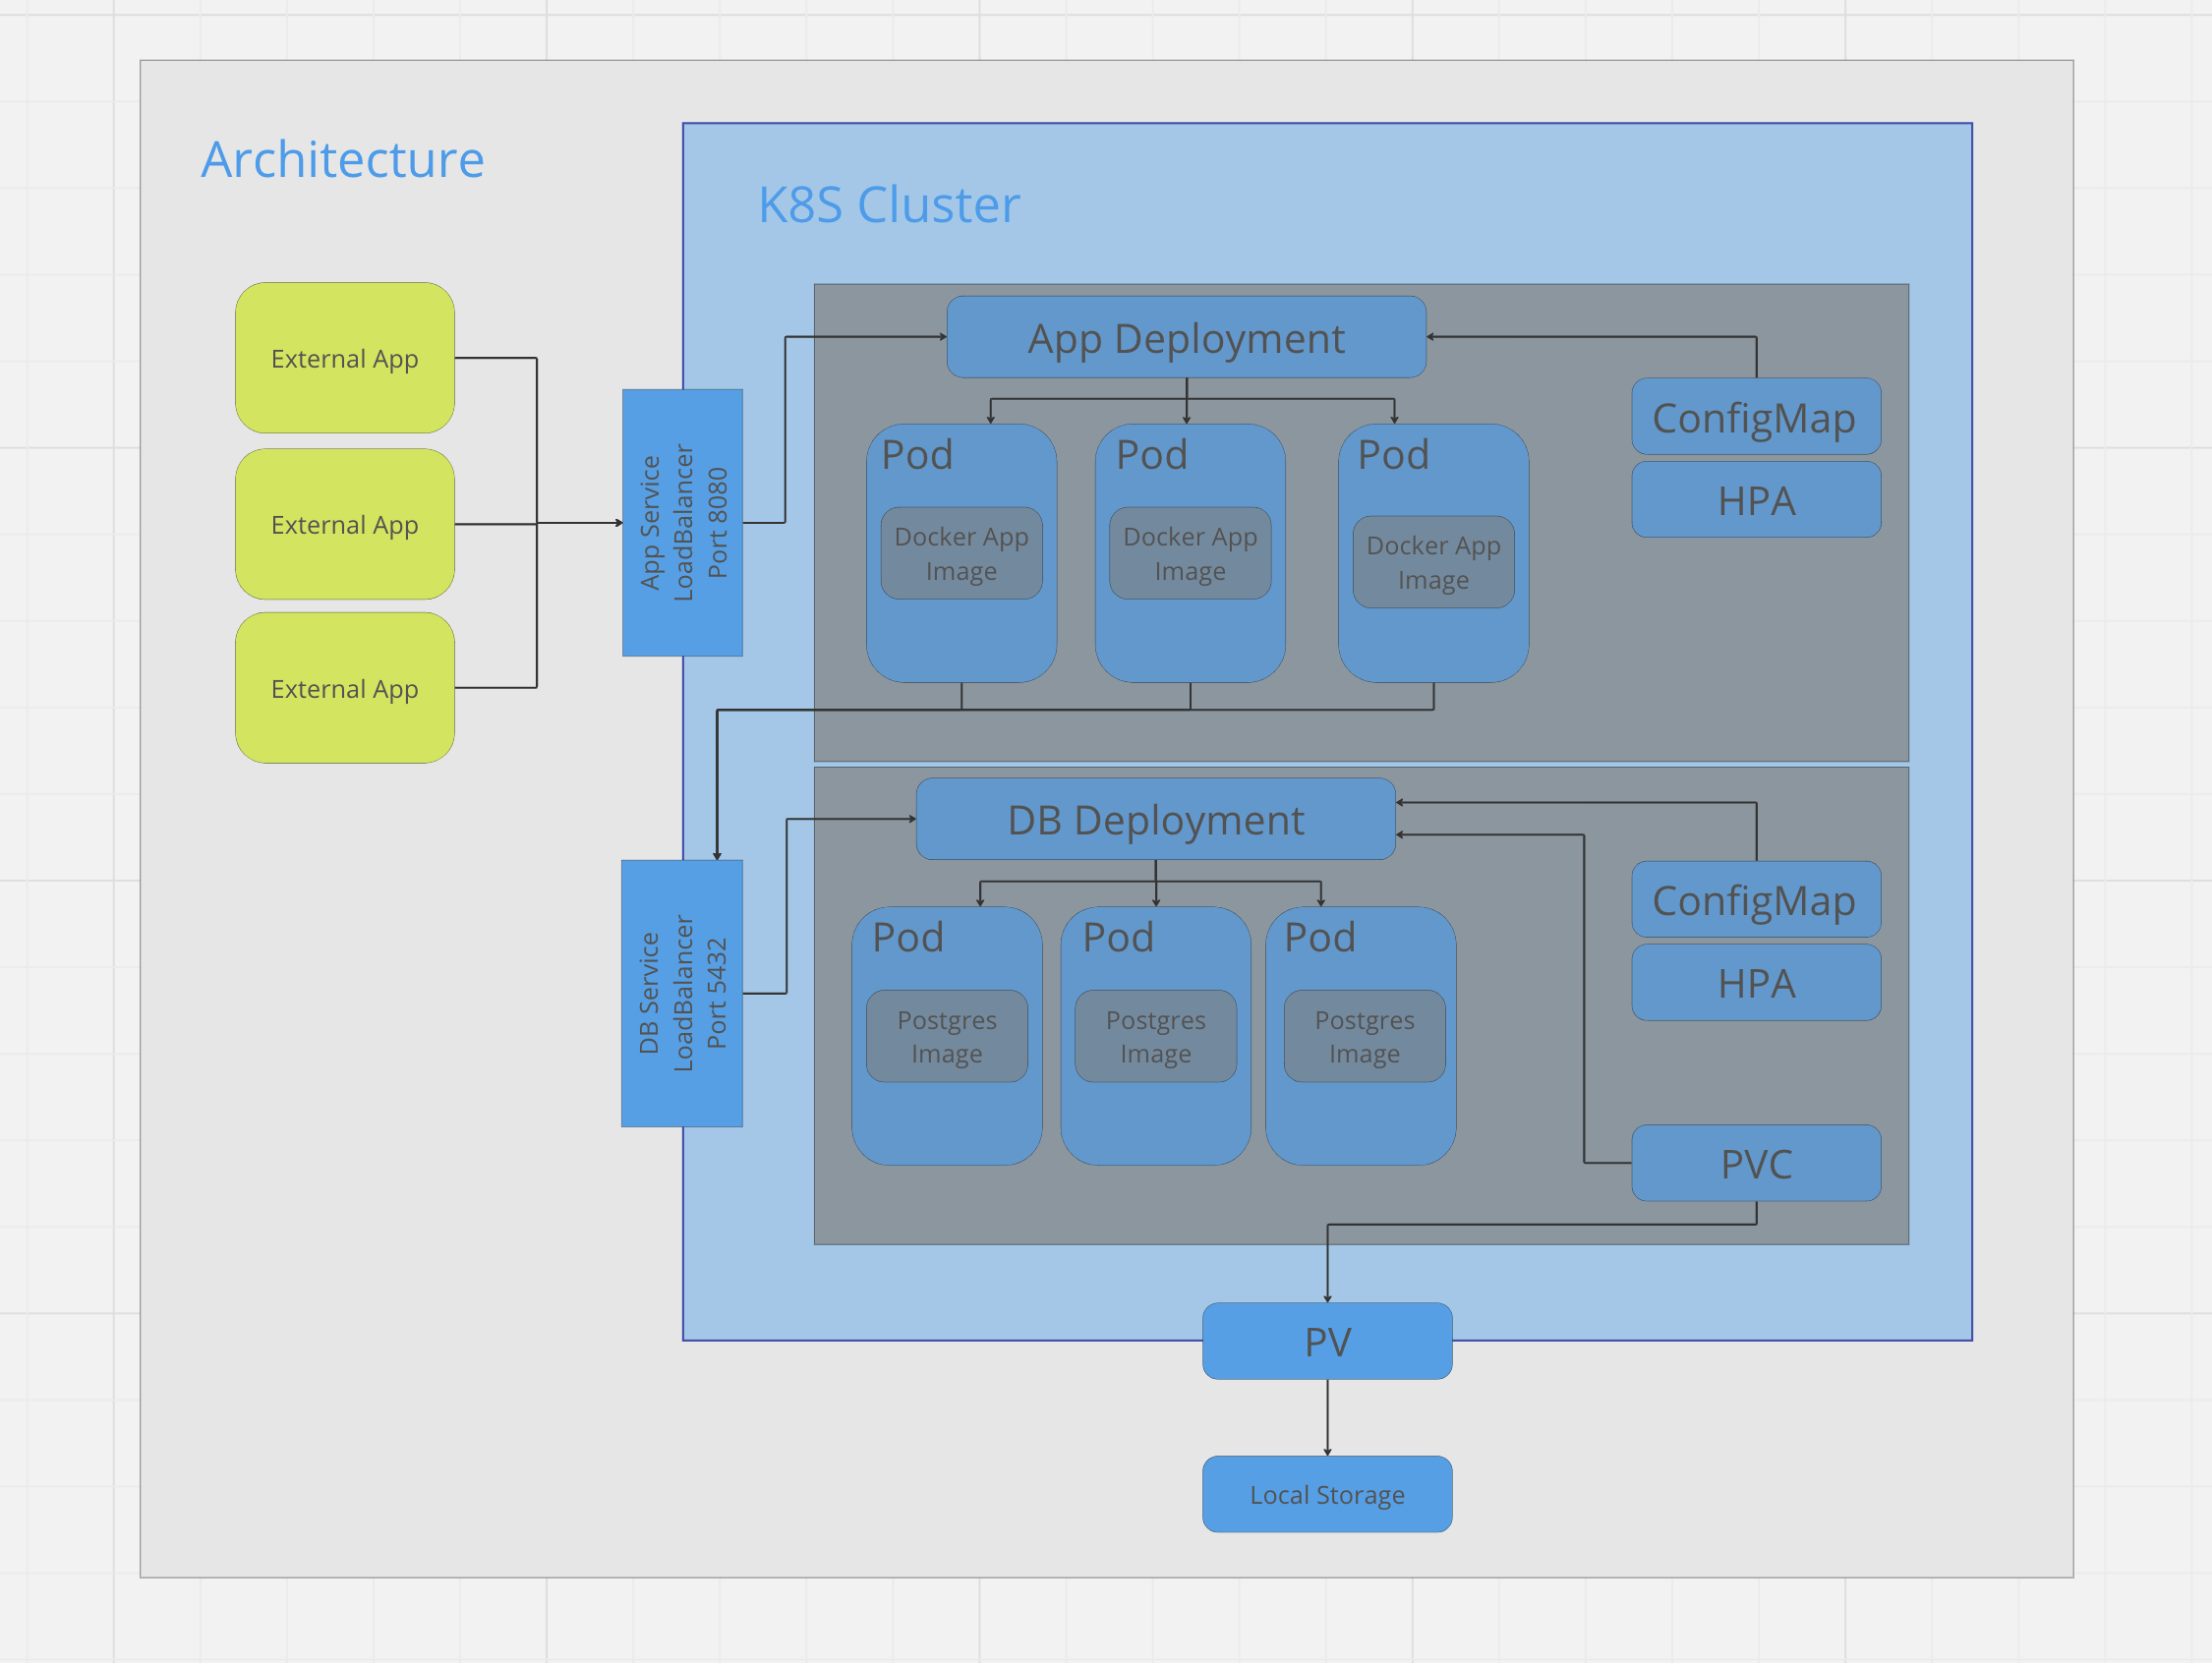 Architecture
K8S Cluster
External App
External App
External App
App Service
LoadBalancer
Port 8080
App Deployment
ConfigMap
HPA
Pod
Docker App
Image
Pod
Docker App
Image
Pod
Docker App
Image
DB Service
LoadBalancer
Port 5432
DB Deployment
ConfigMap
HPA
Pod
Postgres
Image
Pod
Postgres
Image
Pod
Postgres
Image
PVC
PV
Local Storage